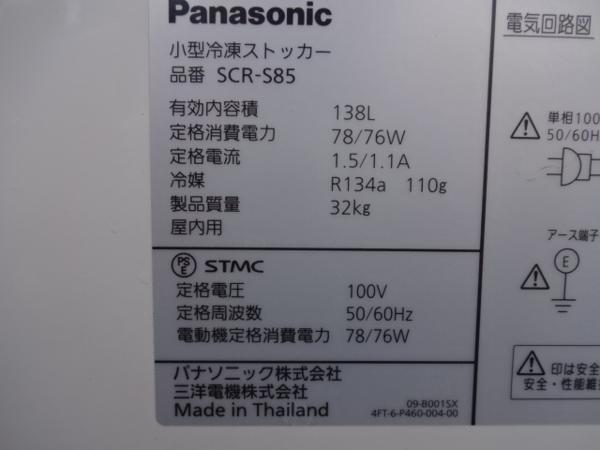 Panasonic
小型冷凍ストッカー
品番 SCR-S85
有効内容積 138L
定格消費電力 78/76W
定格電流 1.5/1.1A
冷媒 R134a 110g
製品質量 32kg
屋内用
PSE STMC
定格電圧 100V
定格周波数 50/60Hz
電動機定格消費電力 78/76W
パナソニック株式会社
三洋電機株式会社
Made in Thailand
09-B001SX
4FT-6-P460-004-00
電気回路図
単相100
50/60H
アース端子
E
印は安全
安全・性能維